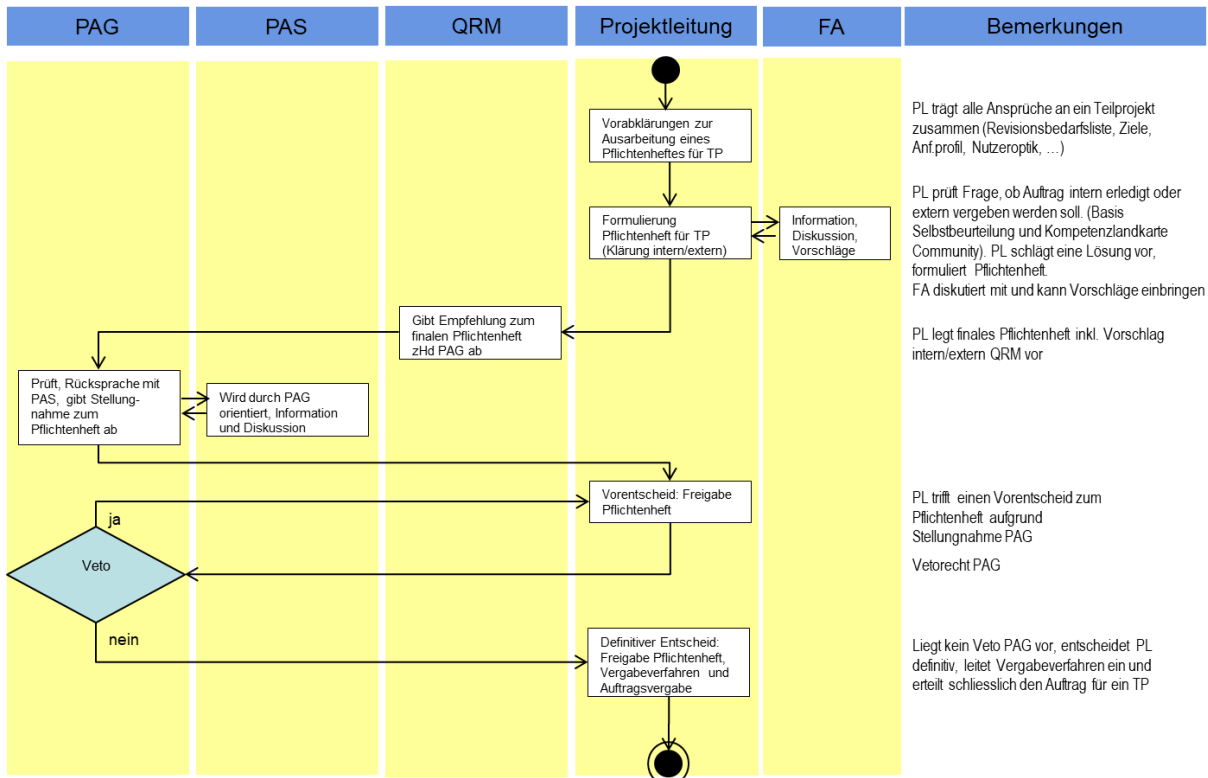 PAG
PAS
QRM
Projektleitung
FA
Bemerkungen
Vorabklärungen zur
Ausarbeitung eines
Pflichtenheftes für TP
PL trägt alle Ansprüche an ein Teilprojekt
zusammen (Revisionsbedarfsliste, Ziele,
Anf.profil, Nutzeroptik, …)
Formulierung
Pflichtenheft für TP
(Klärung intern/extern)
Information,
Diskussion,
Vorschläge
PL prüft Frage, ob Auftrag intern erledigt oder
extern vergeben werden soll. (Basis
Selbstbeurteilung und Kompetenzlandkarte
Community). PL schlägt eine Lösung vor,
formuliert Pflichtenheft.
FA diskutiert mit und kann Vorschläge einbringen
Gibt Empfehlung zum
finalen Pflichtenheft
zHd PAG ab
PL legt finales Pflichtenheft inkl. Vorschlag
intern/extern QRM vor
Prüft, Rücksprache mit
PAS, gibt Stellung-
nahme zum
Pflichtenheft ab
Wird durch PAG
orientiert, Information
und Diskussion
Vorentscheid: Freigabe
Pflichtenheft
PL trifft einen Vorentscheid zum
Pflichtenheft aufgrund
Stellungnahme PAG
ja
Veto
Vetorecht PAG
nein
Definitiver Entscheid:
Freigabe Pflichtenheft,
Vergabeverfahren und
Auftragsvergabe
Liegt kein Veto PAG vor, entscheidet PL
definitiv, leitet Vergabeverfahren ein und
erteilt schliesslich den Auftrag für ein TP